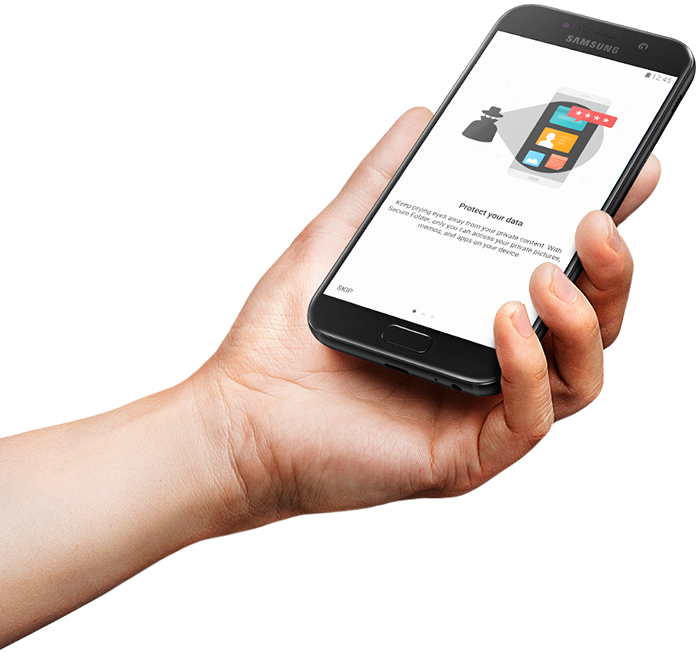 SAMSUNG
12:45
****
Protect your data
Keep prying eyes away from your private content. With
Secure Folder, only you can access your private pictures,
memos, and apps on your device.
SKIP